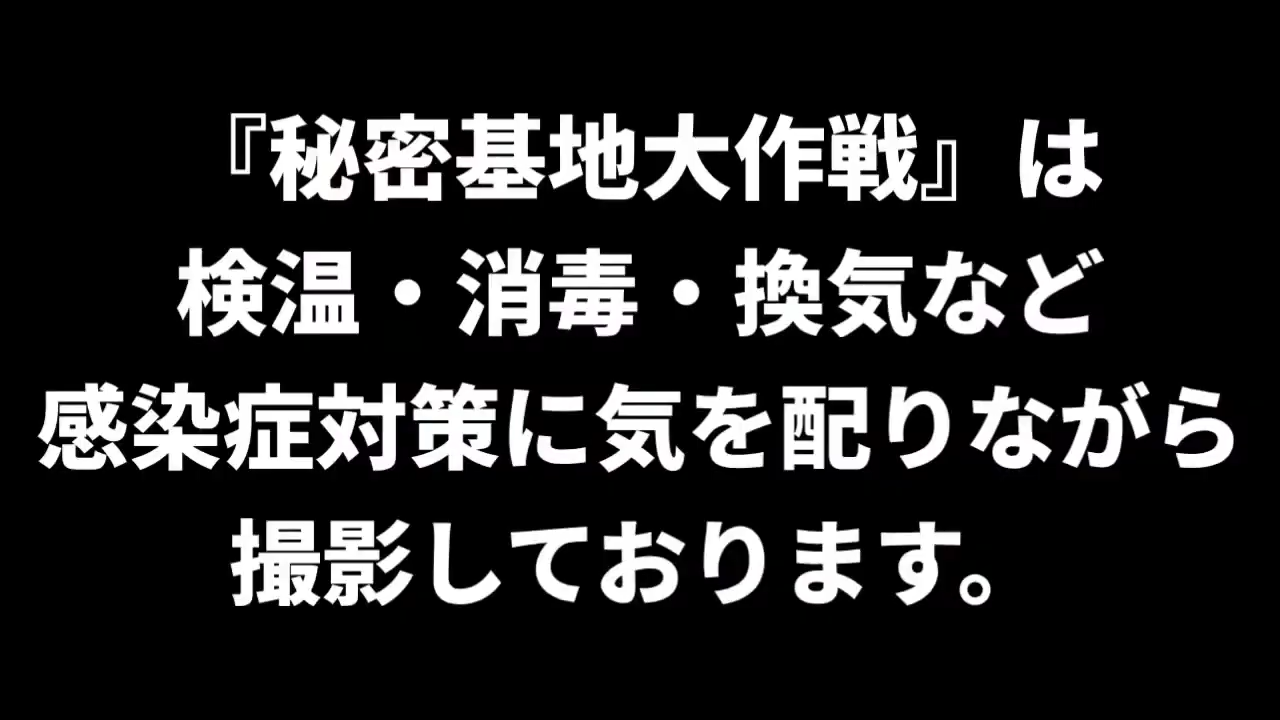 『秘密基地大作戦』は
検温・消毒・換気など
感染症対策に気を配りながら
撮影しております。